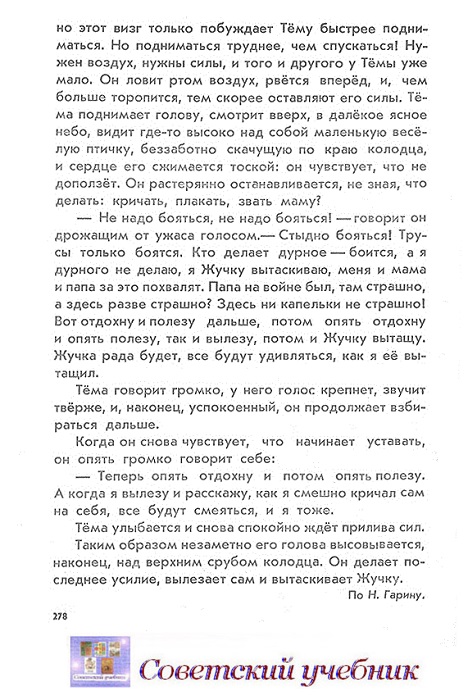 но этот визг только побуждает Тёму быстрее подни-
маться. Но подниматься труднее, чем спускаться! Ну-
жен воздух, нужны силы, и того и другого у Тёмы уже
мало. Он ловит ртом воздух, рвётся вперёд, и, чем
больше торопится, тем скорее оставляют его силы. Тё-
ма поднимает голову, смотрит вверх, в далёкое ясное
небо, видит где-то высоко над собой маленькую весё-
лую птичку, беззаботно скачущую по краю колодца,
и сердце его сжимается тоской: он чувствует, что не
доползёт. Он растерянно останавливается, не зная, что
делать: кричать, плакать, звать маму?
— Не надо бояться, не надо бояться! — говорит он
дрожащим от ужаса голосом.— Стыдно бояться! Тру-
сы только боятся. Кто делает дурное — боится, а я
дурного не делаю, я Жучку вытаскиваю, меня и мама
и папа за это похвалят. Папа на войне был, там страшно,
а здесь разве страшно? Здесь ни капельки не страшно!
Вот отдохну и полезу дальше, потом опять отдохну
и опять полезу, так и вылезу, потом и Жучку вытащу.
Жучка рада будет, все будут удивляться, как я её вы-
тащил.
Тёма говорит громко, у него голос крепнет, звучит
твёрже, и, наконец, успокоенный, он продолжает взби-
раться дальше.
Когда он снова чувствует, что начинает уставать,
он опять громко говорит себе:
— Теперь опять отдохну и потом опять полезу.
А когда я вылезу и расскажу, как я смешно кричал сам
на себя, все будут смеяться, и я тоже.
Тёма улыбается и снова спокойно ждёт прилива сил.
Таким образом незаметно его голова высовывается,
наконец, над верхним срубом колодца. Он делает по-
следнее усилие, вылезает сам и вытаскивает Жучку.
По Н. Гарину.
278
Советский учебник